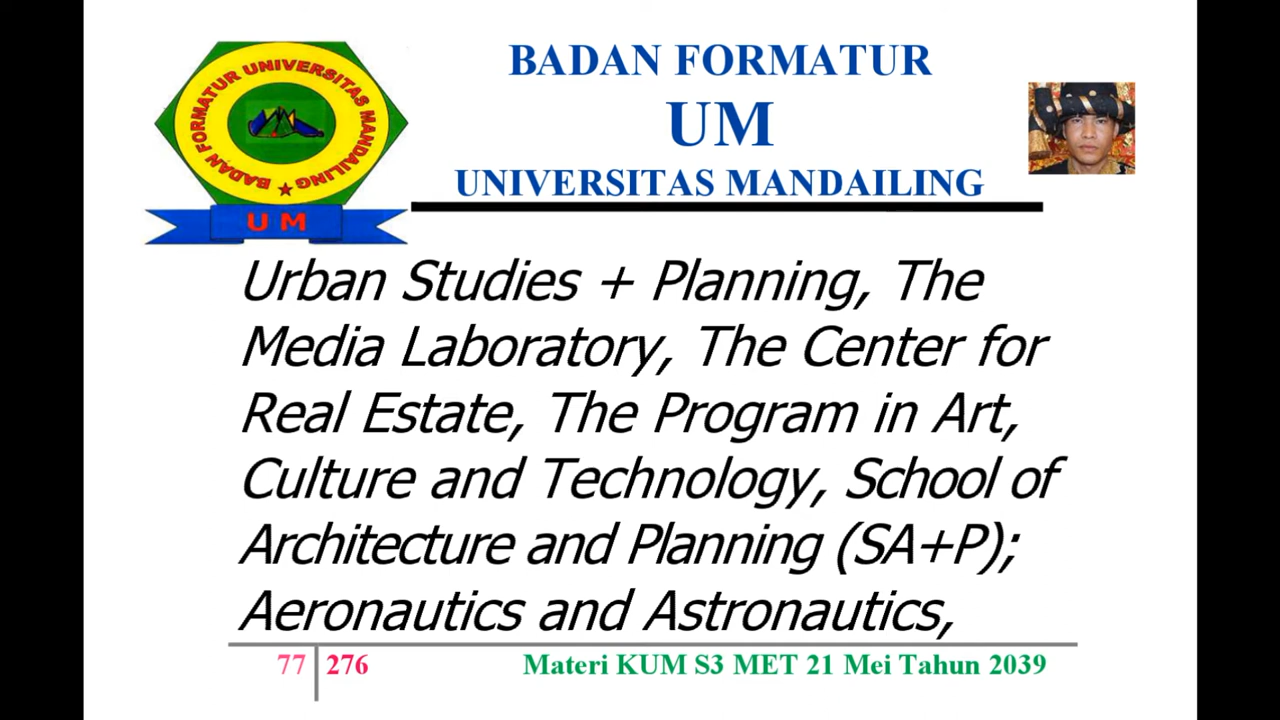 BADAN FORMATUR UNIVERSITAS MANDAILING
U M
BADAN FORMATUR
UM
UNIVERSITAS MANDAILING
Urban Studies + Planning, The
Media Laboratory, The Center for
Real Estate, The Program in Art,
Culture and Technology, School of
Architecture and Planning (SA+P);
Aeronautics and Astronautics,
77 276 Materi KUM S3 MET 21 Mei Tahun 2039